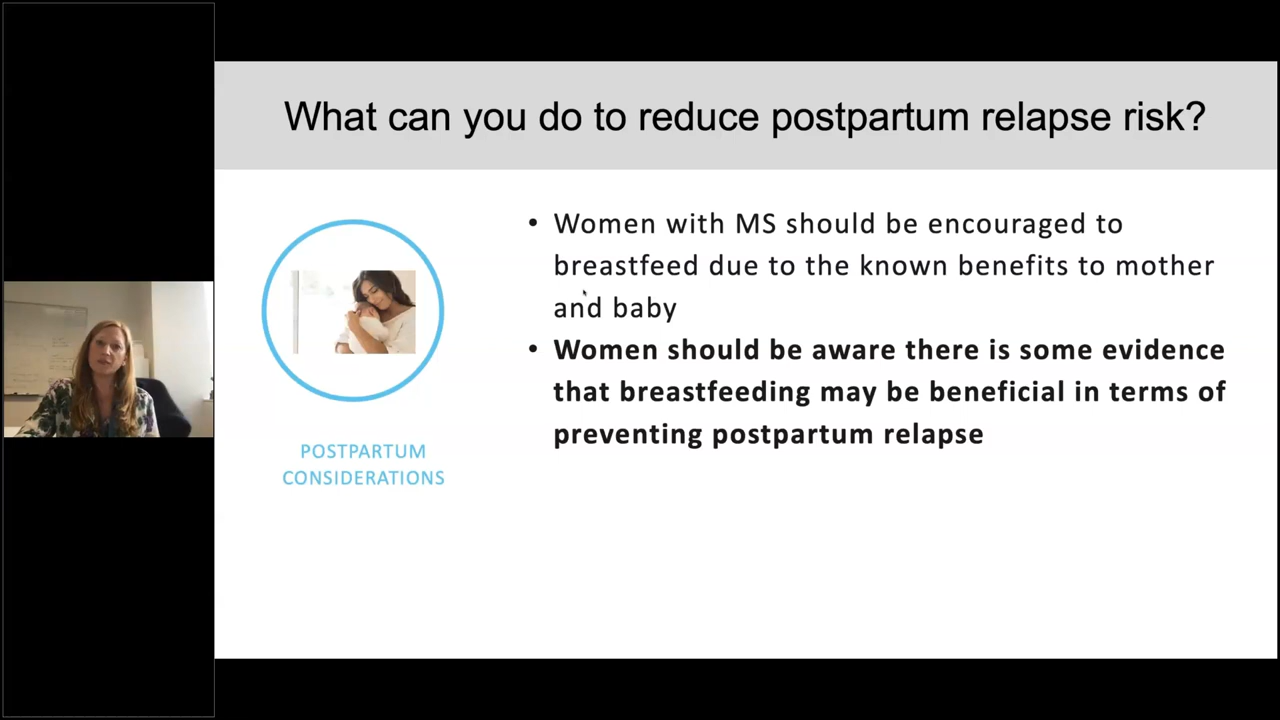 What can you do to reduce postpartum relapse risk?
• Women with MS should be encouraged to
breastfeed due to the known benefits to mother
and baby
• Women should be aware there is some evidence
that breastfeeding may be beneficial in terms of
preventing postpartum relapse
POSTPARTUM
CONSIDERATIONS